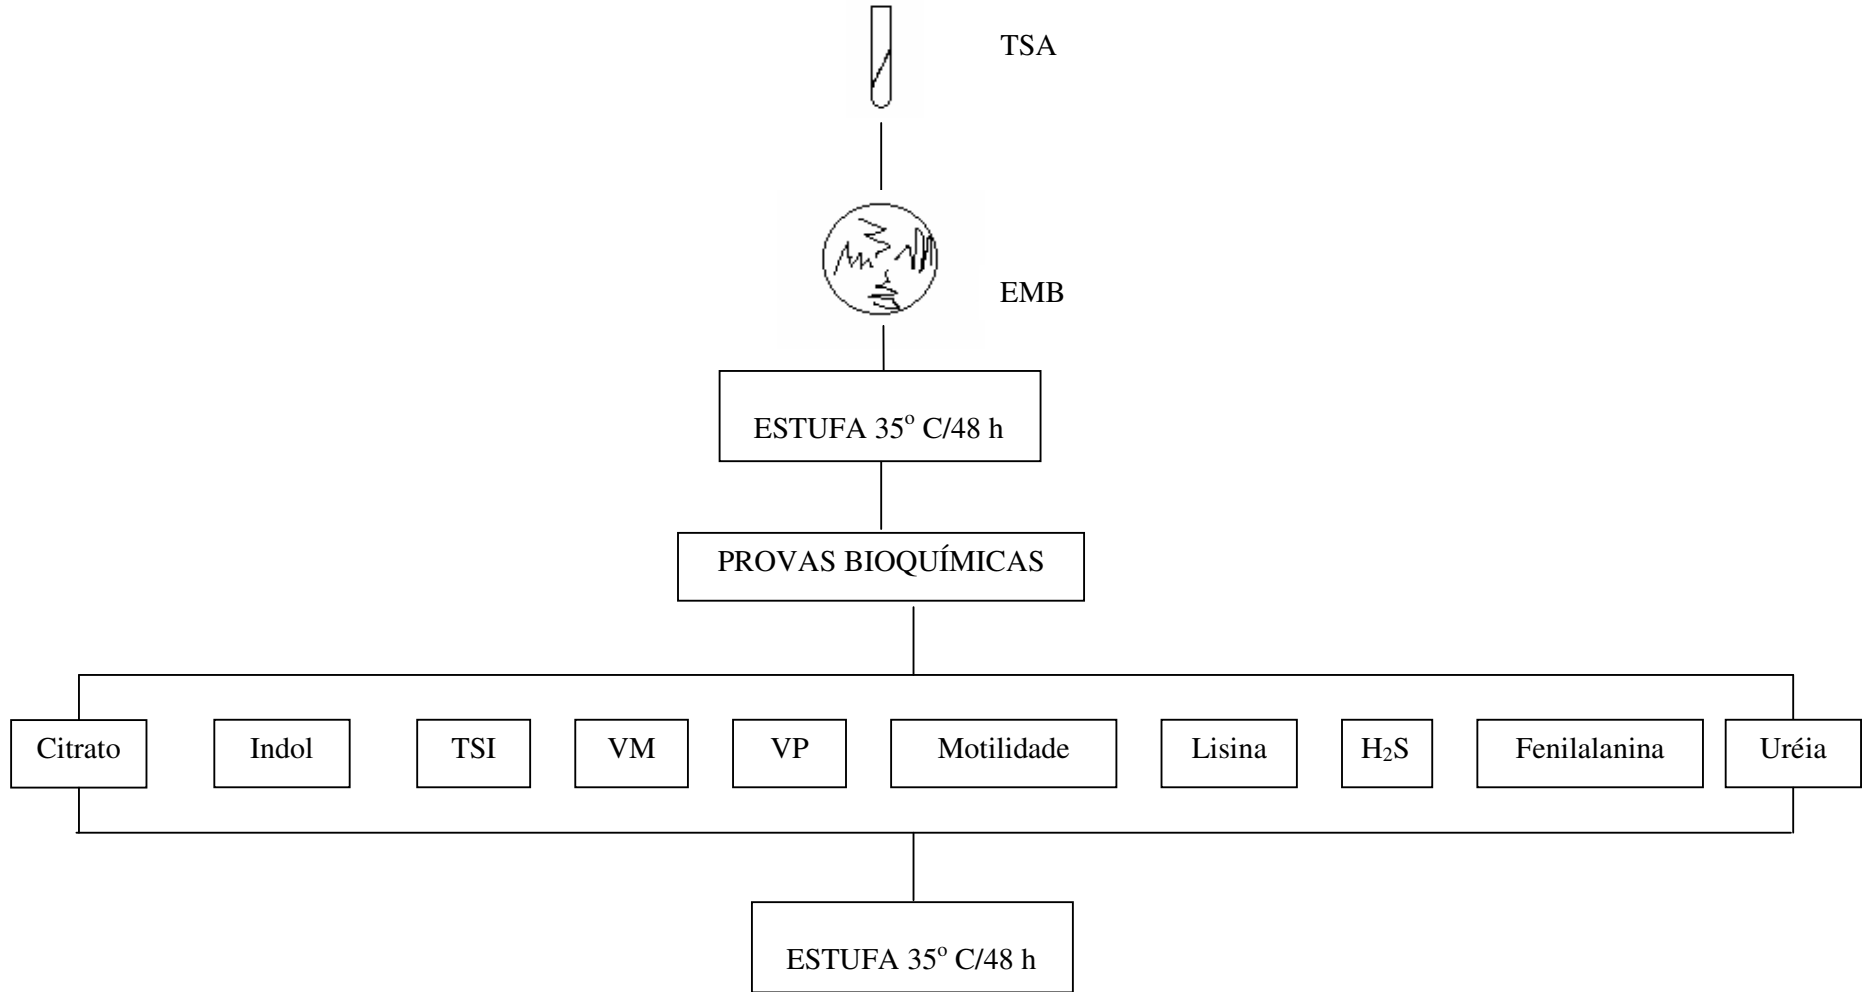 TSA
EMB
ESTUFA 35º C/48 h
PROVAS BIOQUÍMICAS
Citrato
Indol
TSI
VM
VP
Motilidade
Lisina
H₂S
Fenilalanina
Uréia
ESTUFA 35º C/48 h